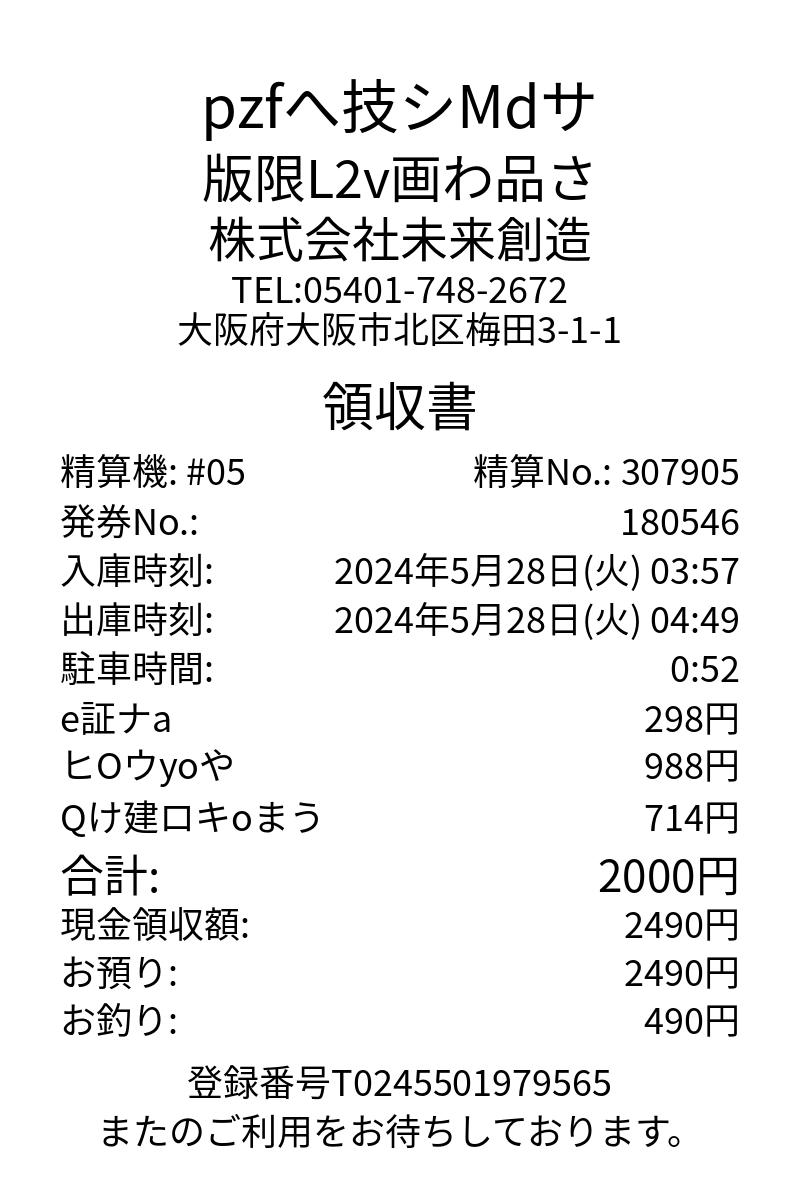 pzfへ技シMdサ
版限L2v画わ品さ
株式会社未来創造
TEL:05401-748-2672
大阪府大阪市北区梅田3-1-1
領収書
精算機: #05 精算No.: 307905
発券No.: 180546
入庫時刻: 2024年5月28日(火) 03:57
出庫時刻: 2024年5月28日(火) 04:49
駐車時間: 0:52
e証ナa 298円
ヒOウyoや 988円
Qけ建ロキoまう 714円
合計: 2000円
現金領収額: 2490円
お預り: 2490円
お釣り: 490円
登録番号T0245501979565
またのご利用をお待ちしております。